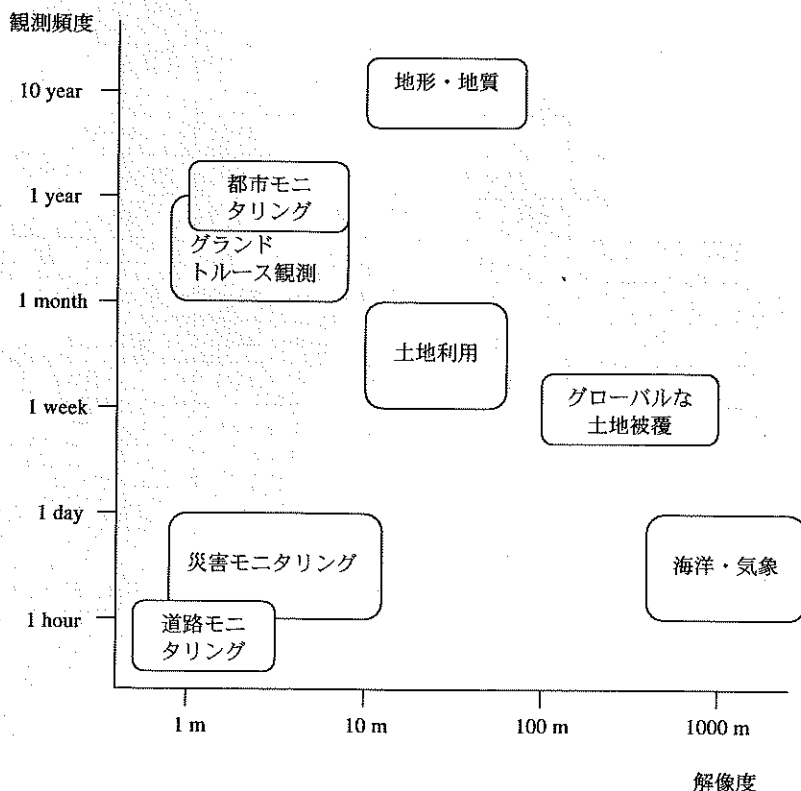 観測頻度
10 year
地形・地質
1 year
都市モニ
タリング
グランド
トルース観測
1 month
土地利用
1 week
グローバルな
土地被覆
1 day
災害モニタリング
海洋・気象
1 hour
道路モニ
タリング
1 m
10 m
100 m
1000 m
解像度